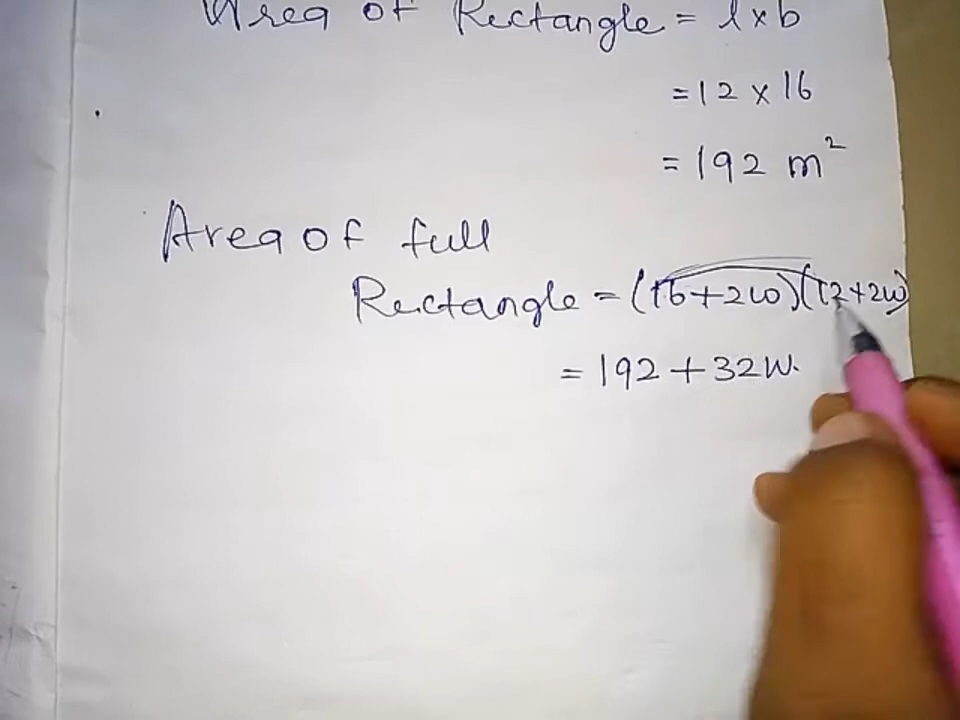 Area of Rectangle = l x b
= 12 x 16
= 192 m²
Area of full
Rectangle = (16+2w)(12+2w)
= 192 + 32w.